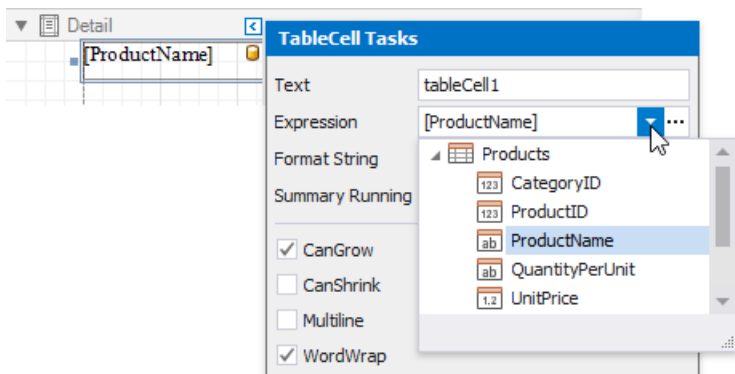 Detail
[ProductName]
TableCell Tasks
Text
tableCell1
Expression
[ProductName]
...
Format String
Summary Running
Products
123 CategoryID
123 ProductID
ab ProductName
ab QuantityPerUnit
1.2 UnitPrice
CanGrow
CanShrink
Multiline
WordWrap